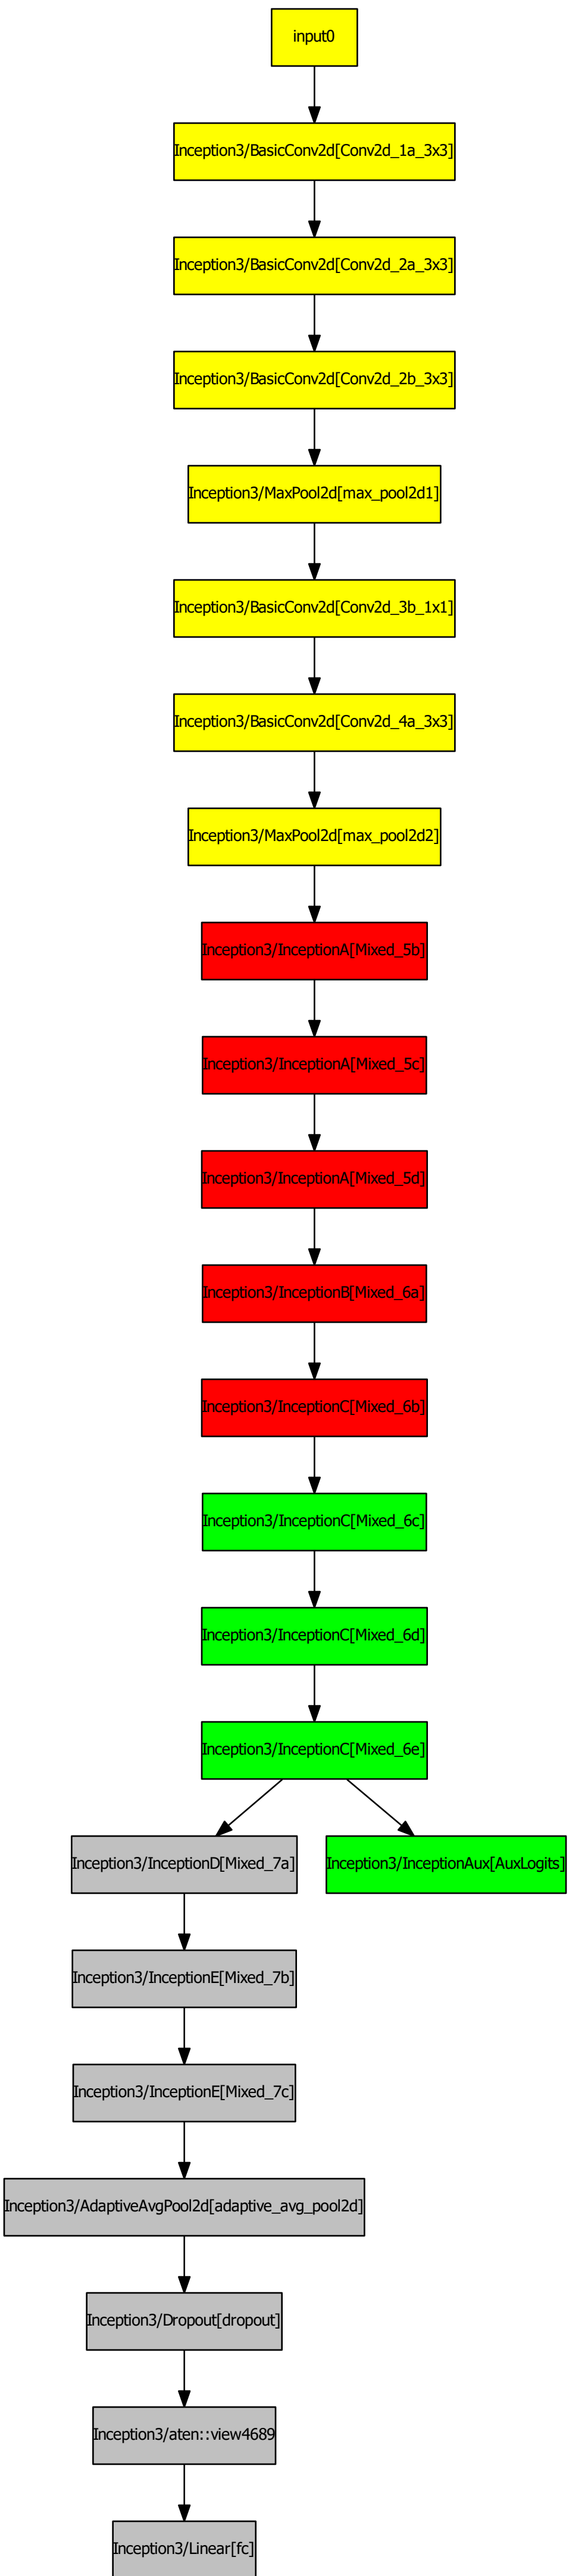 input0
Inception3/BasicConv2d[Conv2d_1a_3x3]
Inception3/BasicConv2d[Conv2d_2a_3x3]
Inception3/BasicConv2d[Conv2d_2b_3x3]
Inception3/MaxPool2d[max_pool2d1]
Inception3/BasicConv2d[Conv2d_3b_1x1]
Inception3/BasicConv2d[Conv2d_4a_3x3]
Inception3/MaxPool2d[max_pool2d2]
Inception3/InceptionA[Mixed_5b]
Inception3/InceptionA[Mixed_5c]
Inception3/InceptionA[Mixed_5d]
Inception3/InceptionB[Mixed_6a]
Inception3/InceptionC[Mixed_6b]
Inception3/InceptionC[Mixed_6c]
Inception3/InceptionC[Mixed_6d]
Inception3/InceptionC[Mixed_6e]
Inception3/InceptionD[Mixed_7a]
Inception3/InceptionAux[AuxLogits]
Inception3/InceptionE[Mixed_7b]
Inception3/InceptionE[Mixed_7c]
Inception3/AdaptiveAvgPool2d[adaptive_avg_pool2d]
Inception3/Dropout[dropout]
Inception3/aten::view4689
Inception3/Linear[fc]